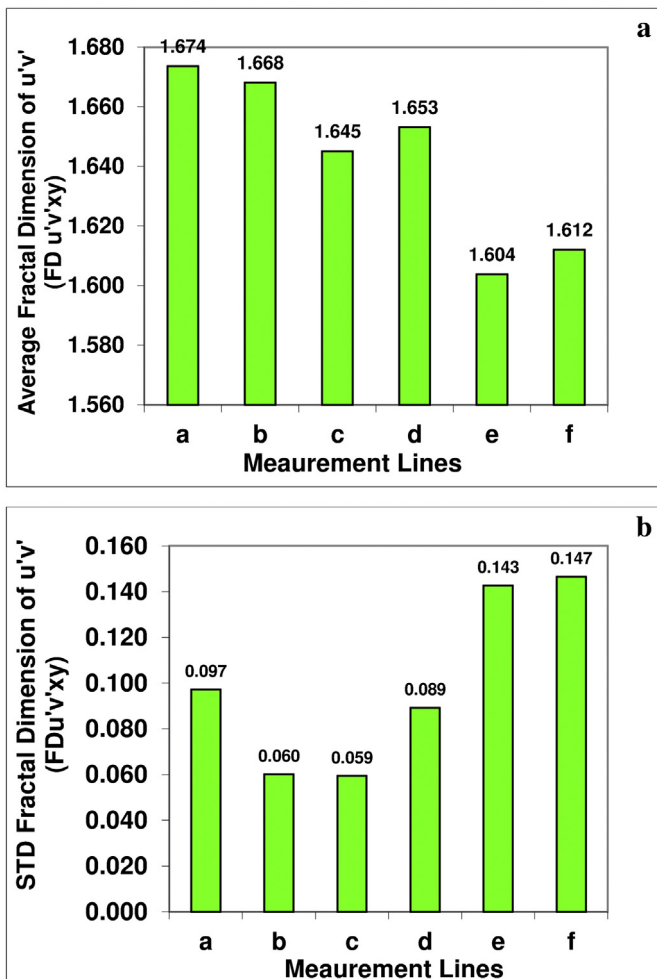 a
Average Fractal Dimension of u'v'
(FD u'v'xy)
1.680
1.660
1.640
1.620
1.600
1.580
1.560
1.674
1.668
1.645
1.653
1.604
1.612
a b c d e f
Meaurement Lines
b
STD Fractal Dimension of u'v'
(FDu'v'xy)
0.160
0.140
0.120
0.100
0.080
0.060
0.040
0.020
0.000
0.097
0.060
0.059
0.089
0.143
0.147
a b c d e f
Meaurement Lines